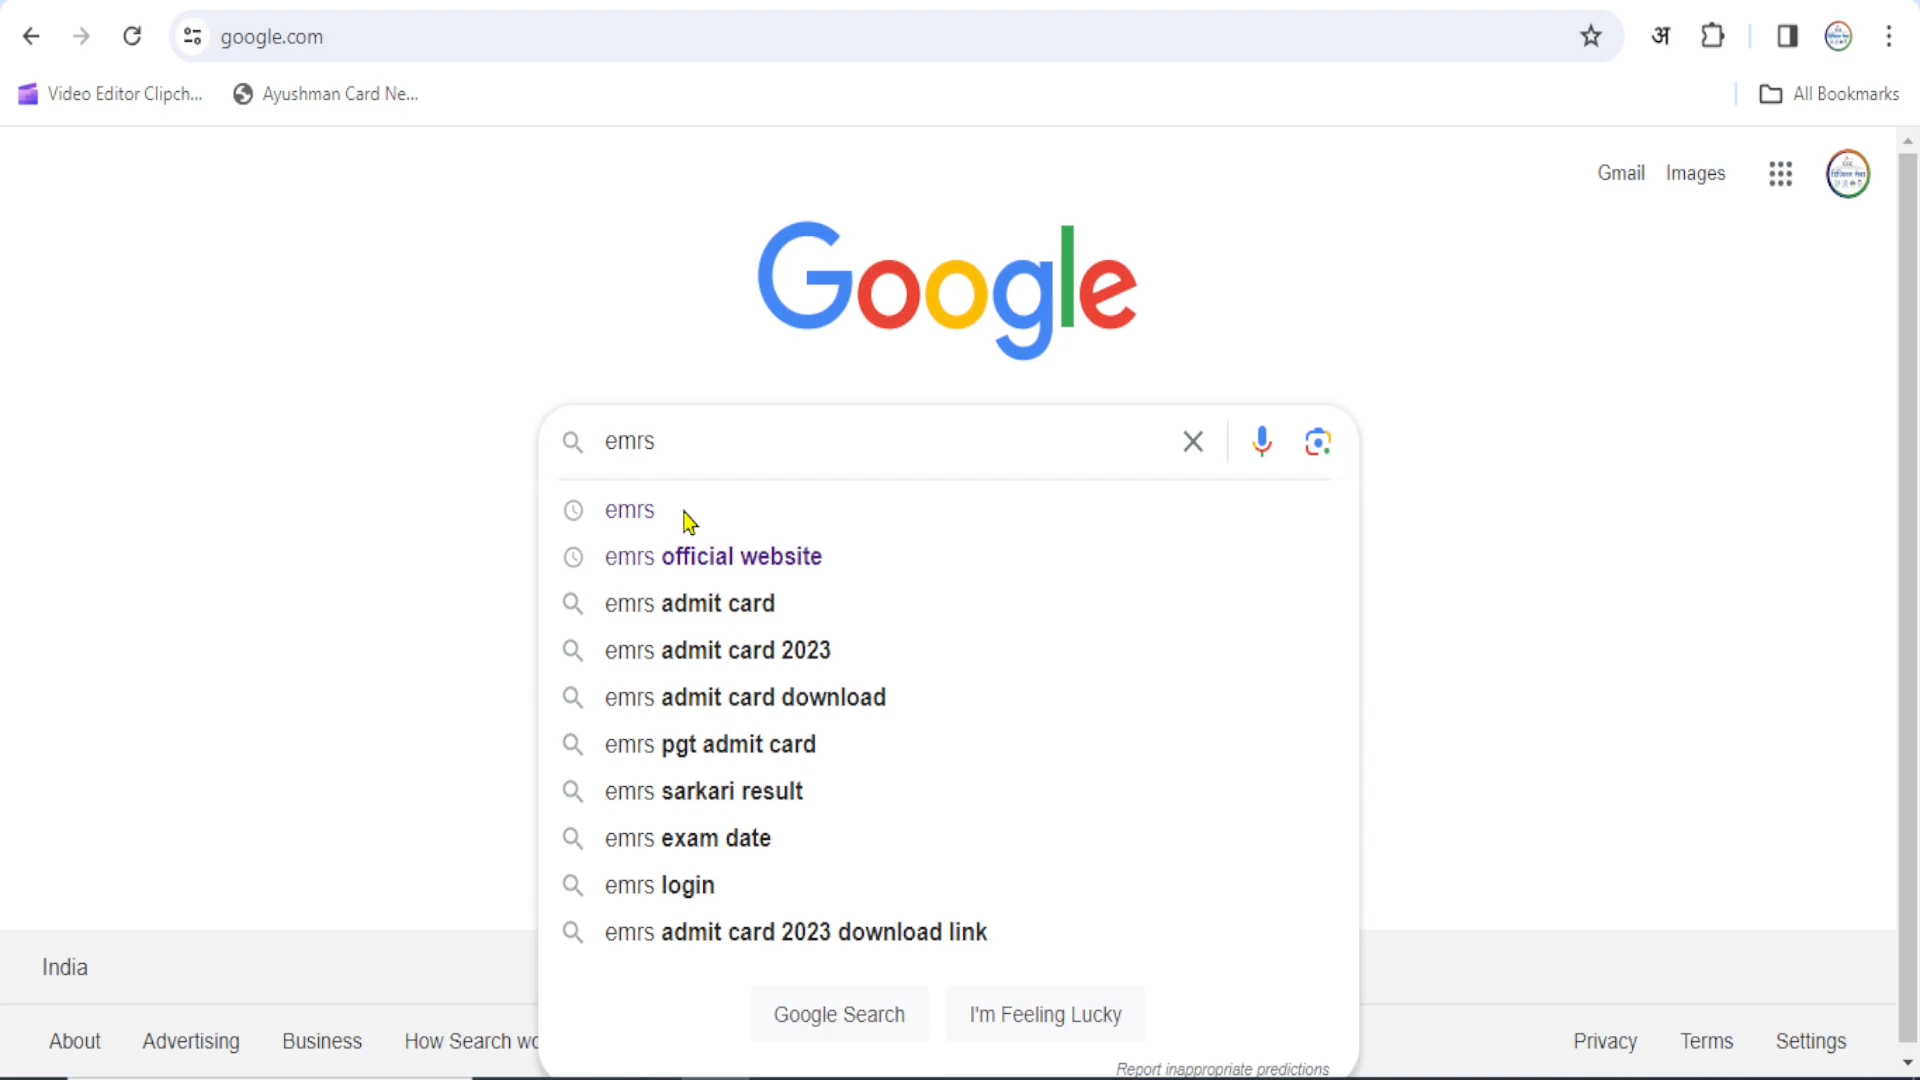 google.com
अ
Video Editor Clipch...
Ayushman Card Ne...
All Bookmarks
Gmail
Images
Google
emrs
emrs
emrs official website
emrs admit card
emrs admit card 2023
emrs admit card download
emrs pgt admit card
emrs sarkari result
emrs exam date
emrs login
emrs admit card 2023 download link
India
Google Search
I'm Feeling Lucky
About
Advertising
Business
How Search wo
Privacy
Terms
Settings
Report inappropriate predictions